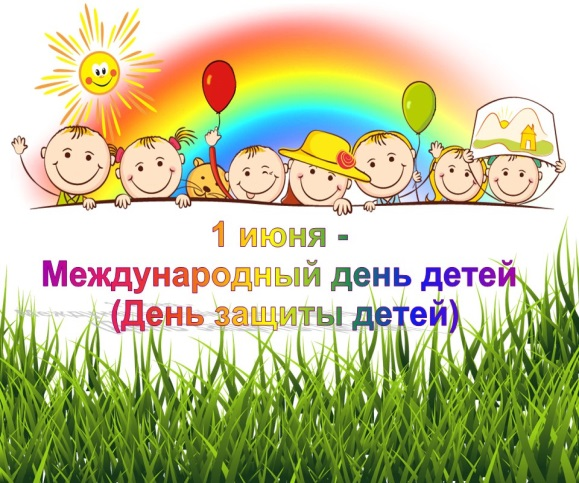 1 июня -
Международный день детей
(День защиты детей)